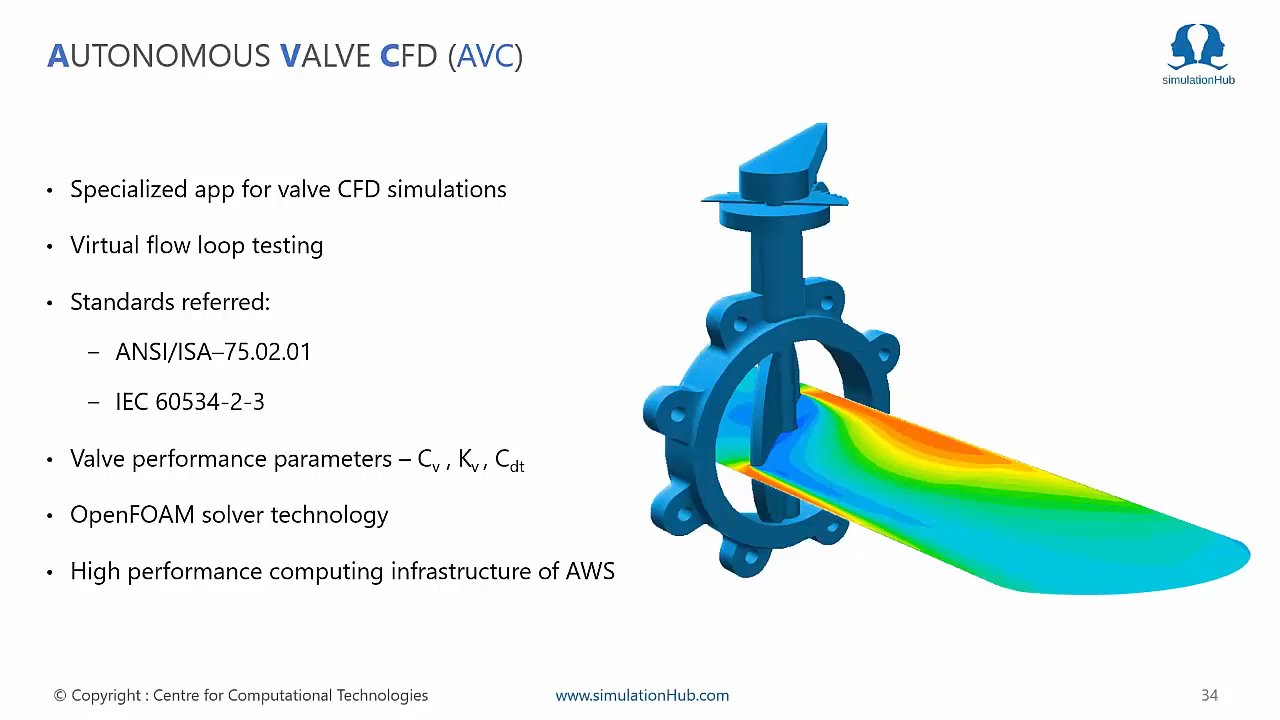 AUTONOMOUS VALVE CFD (AVC)
simulationHub
• Specialized app for valve CFD simulations
• Virtual flow loop testing
• Standards referred:
– ANSI/ISA–75.02.01
– IEC 60534-2-3
• Valve performance parameters – Cv , Kv , Cdt
• OpenFOAM solver technology
• High performance computing infrastructure of AWS
© Copyright : Centre for Computational Technologies
www.simulationHub.com
34